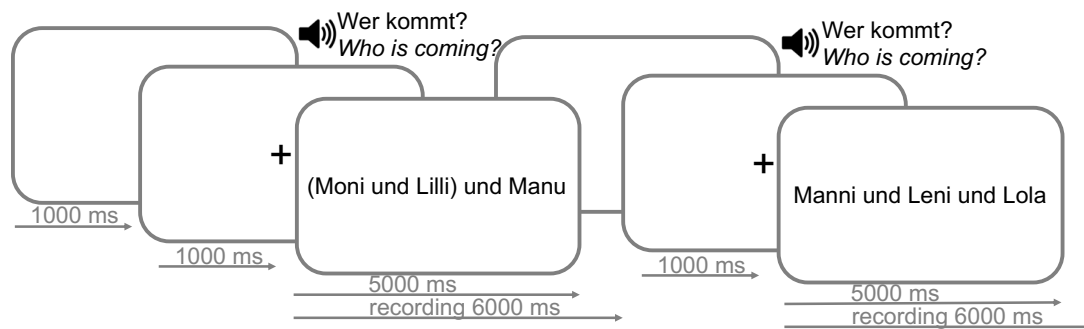 Wer kommt?
Who is coming?
+
(Moni und Lilli) und Manu
1000 ms
1000 ms
5000 ms
recording 6000 ms
Wer kommt?
Who is coming?
+
Manni und Leni und Lola
1000 ms
5000 ms
recording 6000 ms